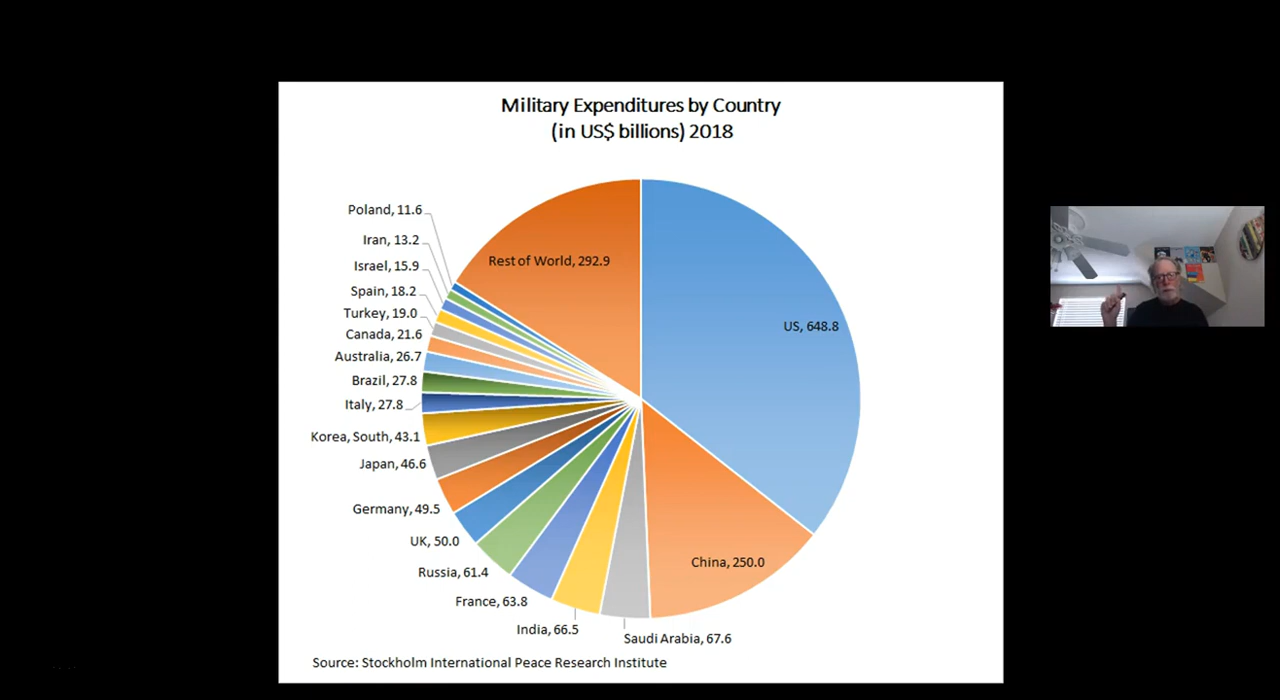 Military Expenditures by Country
(in US$ billions) 2018
Poland, 11.6
Iran, 13.2
Israel, 15.9
Spain, 18.2
Turkey, 19.0
Canada, 21.6
Australia, 26.7
Brazil, 27.8
Italy, 27.8
Korea, South, 43.1
Japan, 46.6
Germany, 49.5
UK, 50.0
Russia, 61.4
France, 63.8
India, 66.5
Saudi Arabia, 67.6
China, 250.0
US, 648.8
Rest of World, 292.9
Source: Stockholm International Peace Research Institute